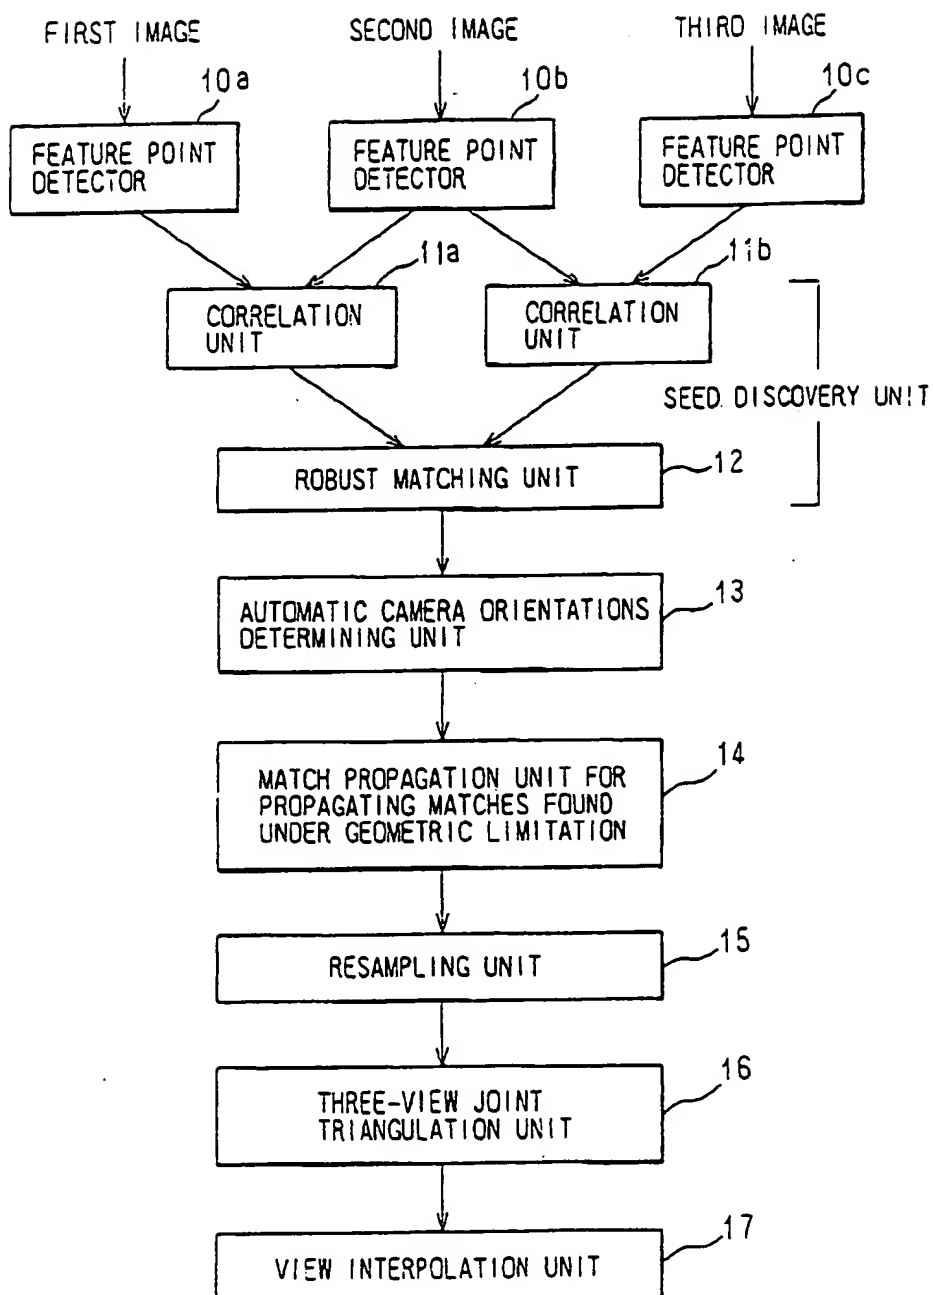 FIRST IMAGE
SECOND IMAGE
THIRD IMAGE
10a
10b
10c
FEATURE POINT
DETECTOR
FEATURE POINT
DETECTOR
FEATURE POINT
DETECTOR
11a
11b
CORRELATION
UNIT
CORRELATION
UNIT
SEED DISCOVERY UNIT
ROBUST MATCHING UNIT
12
AUTOMATIC CAMERA ORIENTATIONS
DETERMINING UNIT
13
MATCH PROPAGATION UNIT FOR
PROPAGATING MATCHES FOUND
UNDER GEOMETRIC LIMITATION
14
RESAMPLING UNIT
15
THREE-VIEW JOINT
TRIANGULATION UNIT
16
VIEW INTERPOLATION UNIT
17